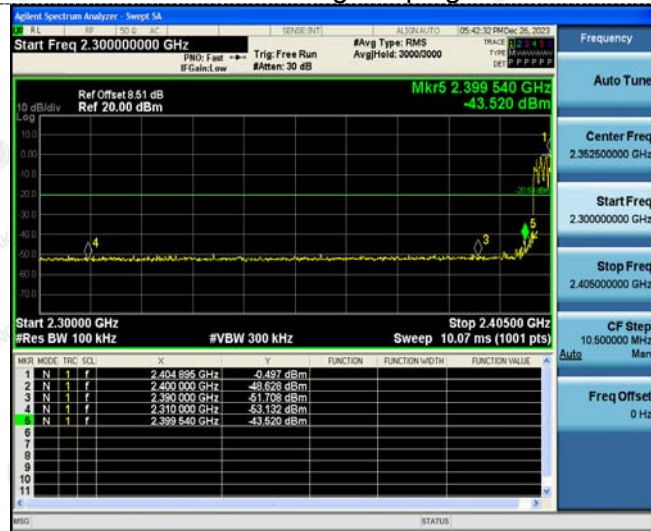 Agilent Spectrum Analyzer - Swept SA
RL RF 50 Ω AC SENSE:INT ALIGNAUTO 05:42:32 PM Dec 26, 2023
Start Freq 2.300000000 GHz
PNO: Fast
IFGain:Low
Trig: Free Run
#Atten: 30 dB
#Avg Type: RMS
Avg|Hold: 3000/3000
TRACE 1 2 3 4 5
TYPE
DET P P P P P
Ref Offset 8.51 dB
Ref 20.00 dBm
10 dB/div
Log
Mkr5 2.399 540 GHz
-43.520 dBm
10.0
0.00
-10.0
-20.0
-30.0
-40.0
-50.0
-60.0
-70.0
1
3
4
5
Start 2.30000 GHz
Stop 2.40500 GHz
#Res BW 100 kHz
#VBW 300 kHz
Sweep 10.07 ms (1001 pts)
MKR MODE TRC SCL X Y FUNCTION FUNCTION WIDTH FUNCTION VALUE
1 N 1 f 2.404 895 GHz -0.497 dBm
2 N 1 f 2.400 000 GHz -48.628 dBm
3 N 1 f 2.390 000 GHz -51.708 dBm
4 N 1 f 2.310 000 GHz -53.132 dBm
5 N 1 f 2.399 540 GHz -43.520 dBm
6
7
8
9
10
11
MSG
STATUS
Frequency
Auto Tune
Center Freq
2.352500000 GHz
Start Freq
2.300000000 GHz
Stop Freq
2.405000000 GHz
CF Step
10.500000 MHz
Auto Man
Freq Offset
0 Hz